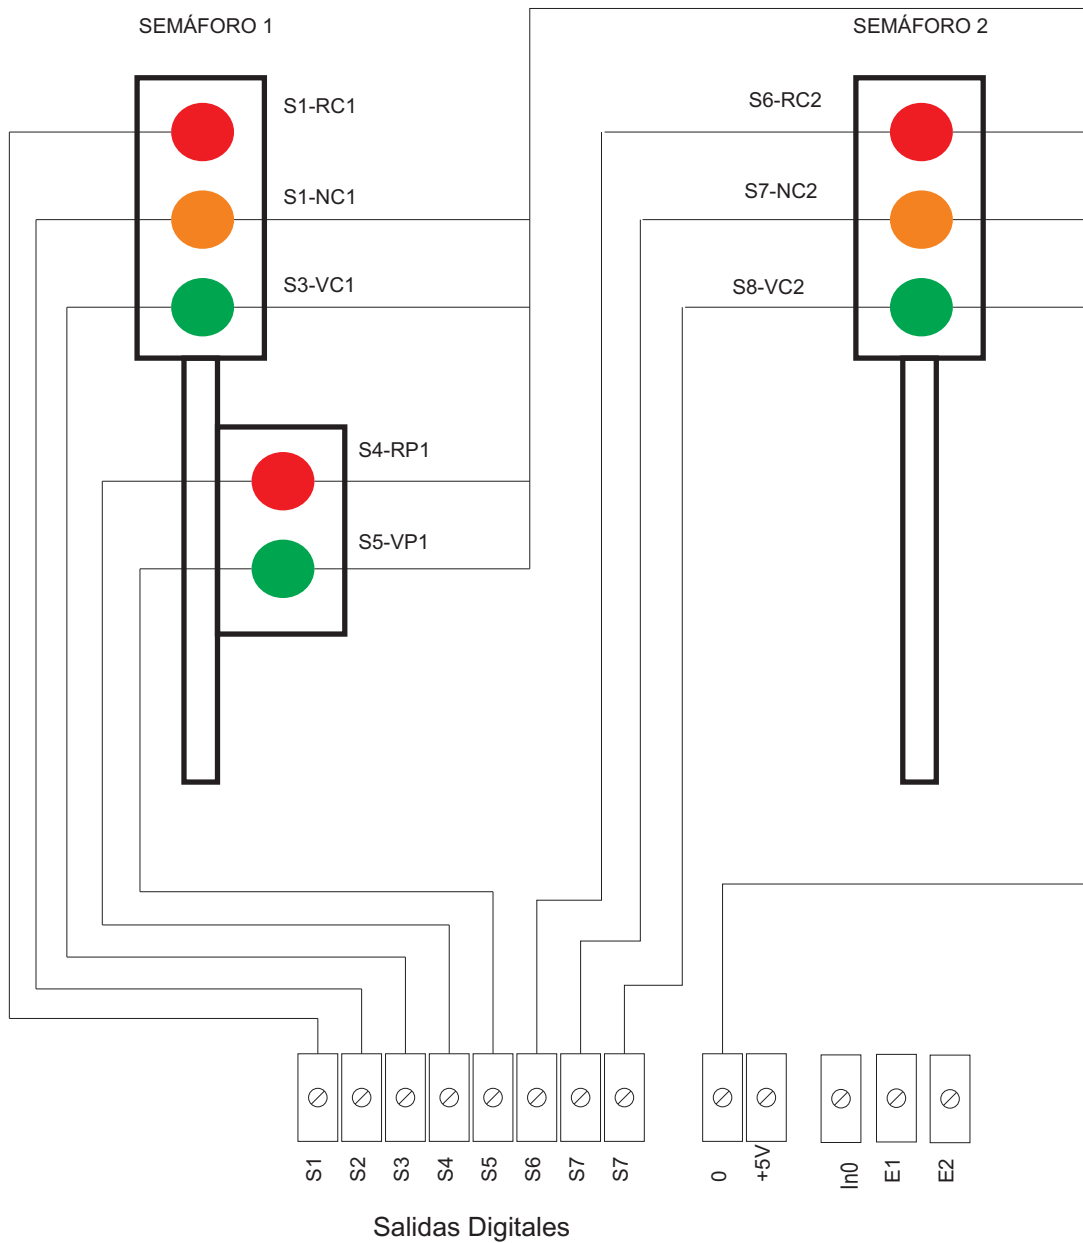 SEMÁFORO 1
SEMÁFORO 2
S1-RC1
S6-RC2
S1-NC1
S7-NC2
S3-VC1
S8-VC2
S4-RP1
S5-VP1
S1
S2
S3
S4
S5
S6
S7
S7
0
+5V
In0
E1
E2
Salidas Digitales